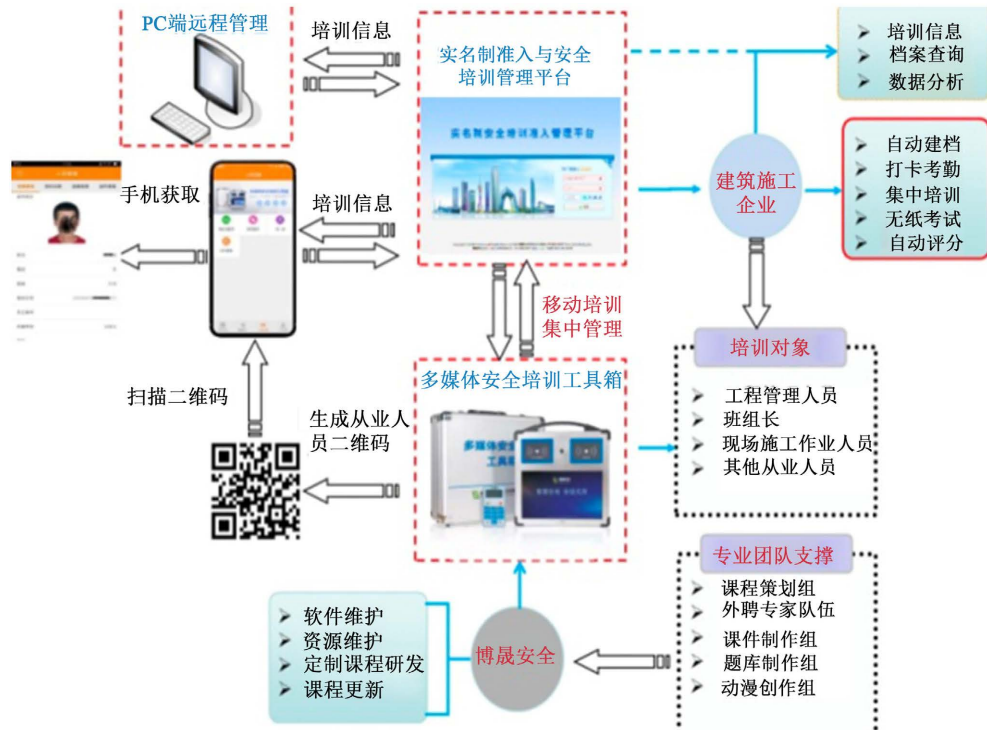 PC端远程管理
培训信息
实名制准入与安全
培训管理平台
培训信息
档案查询
数据分析
实名制安全培训准入管理平台
手机获取
培训信息
建筑施工
企业
自动建档
打卡考勤
集中培训
无纸考试
自动评分
移动培训
集中管理
扫描二维码
生成从业人
员二维码
多媒体安全培训工具箱
多媒体安全
工具箱
培训对象
工程管理人员
班组长
现场施工作业人员
其他从业人员
专业团队支撑
课程策划组
外聘专家队伍
课件制作组
题库制作组
动漫创作组
博晟安全
软件维护
资源维护
定制课程研发
课程更新